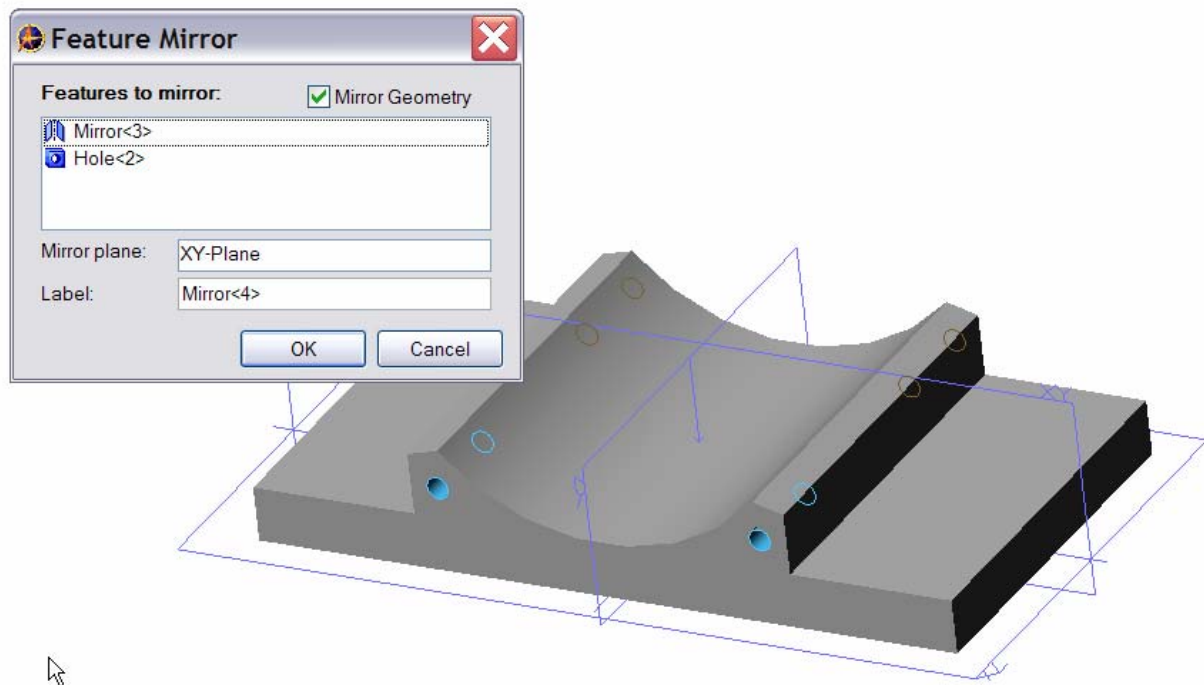 Feature Mirror
Features to mirror:
Mirror Geometry
Mirror<3>
Hole<2>
Mirror plane:
XY-Plane
Label:
Mirror<4>
OK
Cancel